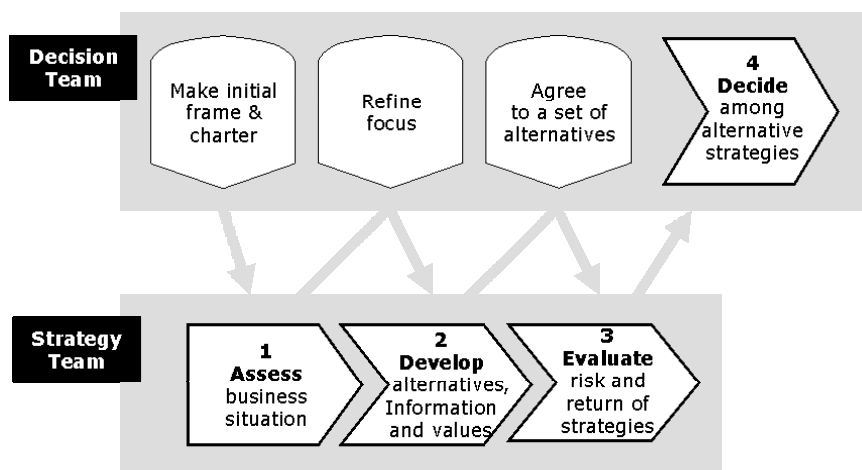 Decision
Team
Make initial
frame &
charter
Refine
focus
Agree
to a set of
alternatives
4
Decide
among
alternative
strategies
Strategy
Team
1
Assess
business
situation
2
Develop
alternatives,
Information
and values
3
Evaluate
risk and
return of
strategies